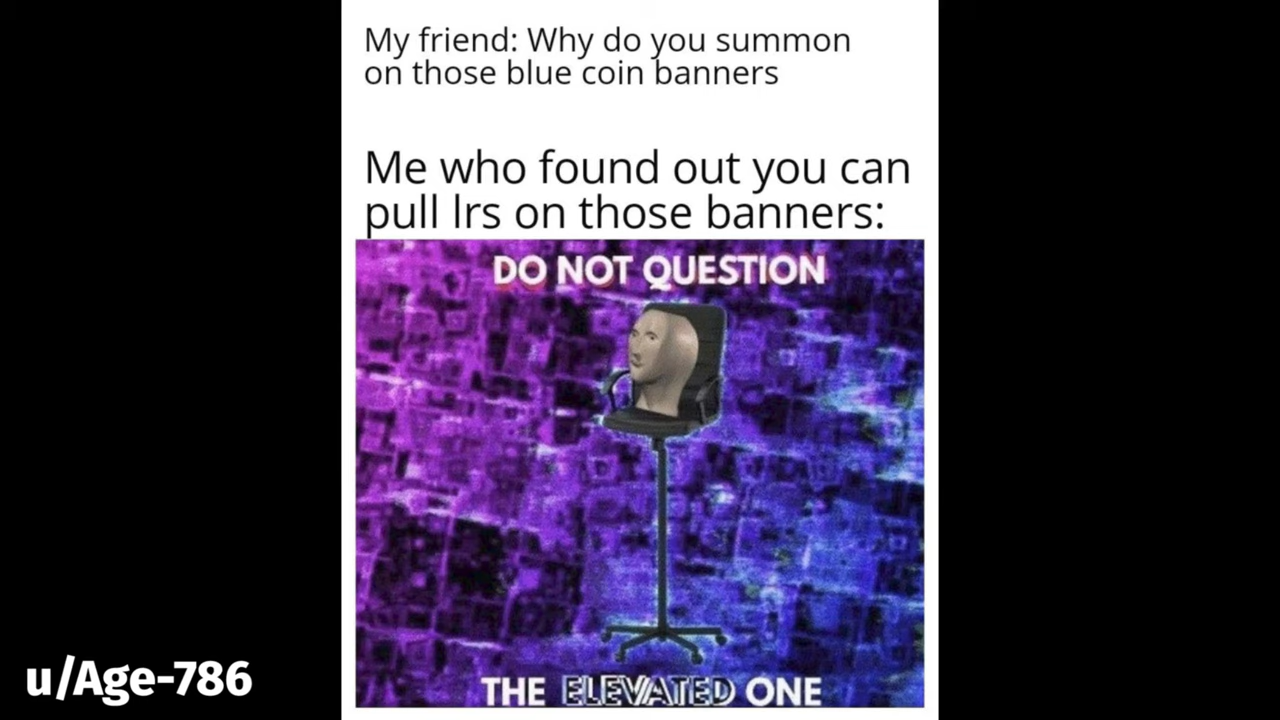 My friend: Why do you summon
on those blue coin banners
Me who found out you can
pull lrs on those banners:
DO NOT QUESTION
THE ELEVATED ONE
u/Age-786